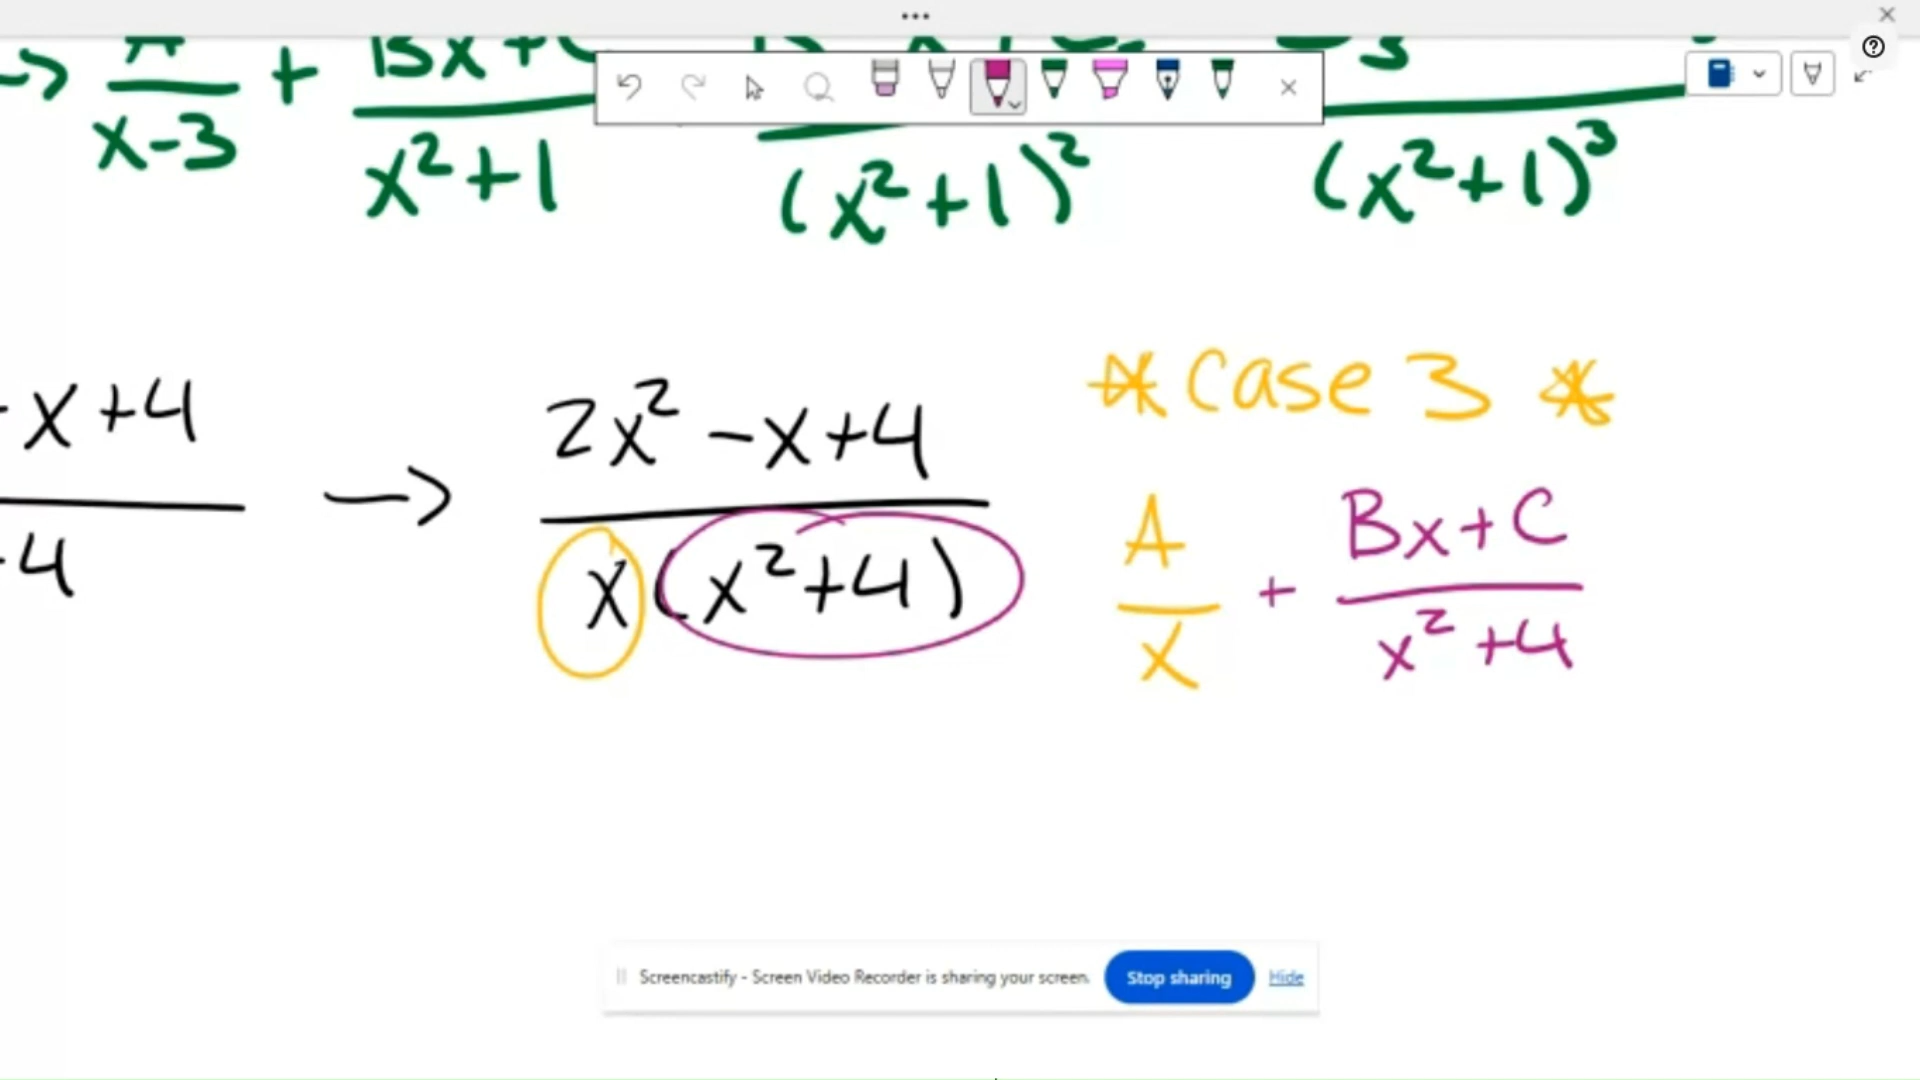 → A/(x-3) + Bx+C/(x²+1)
(x²+1)² (x²+1)³
-x+4
4
→ 2x²-x+4 / x(x²+4)
*Case 3*
A/x + Bx+C/(x²+4)
Screencastify - Screen Video Recorder is sharing your screen. Stop sharing Hide